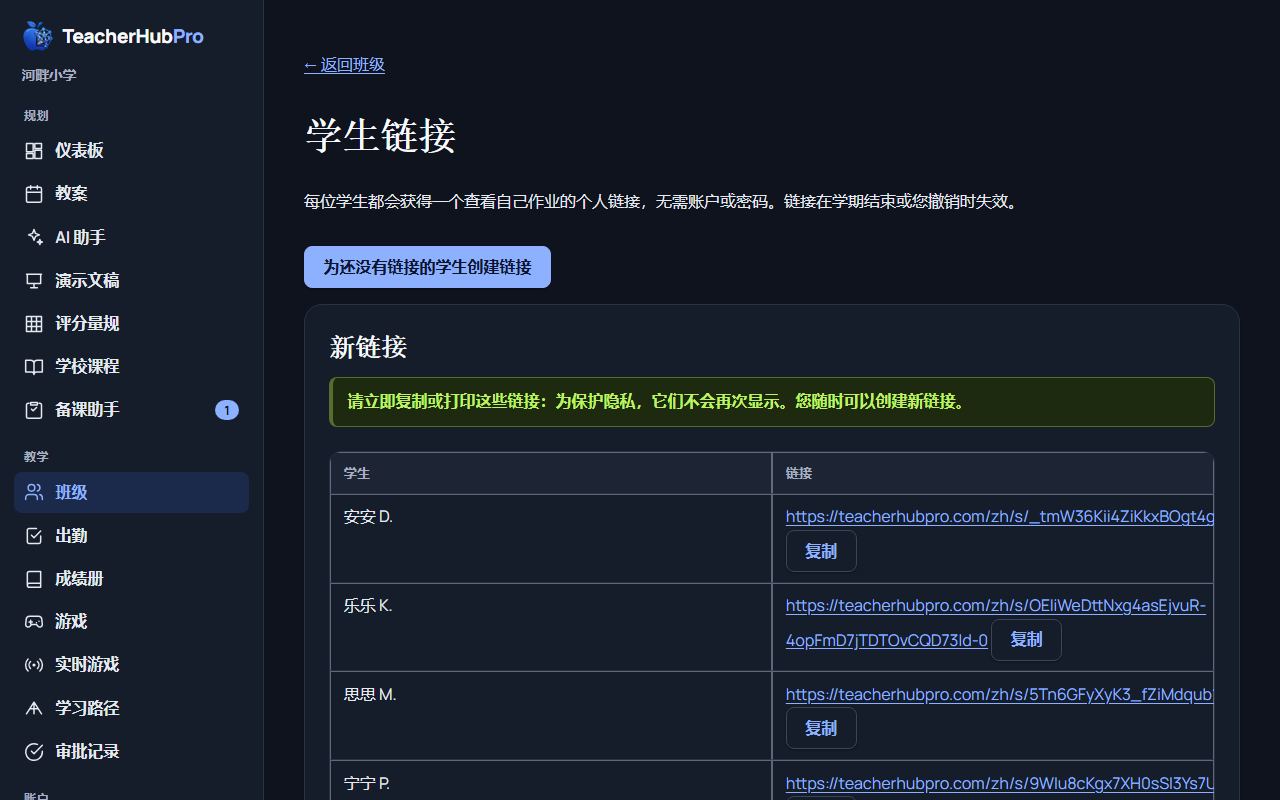 TeacherHubPro
河畔小学
规划
仪表板
教案
AI 助手
演示文稿
评分量规
学校课程
备课助手
1
教学
班级
出勤
成绩册
游戏
实时游戏
学习路径
审批记录
← 返回班级
学生链接
每位学生都会获得一个查看自己作业的个人链接，无需账户或密码。链接在学期结束或您撤销时失效。
为还没有链接的学生创建链接
新链接
请立即复制或打印这些链接：为保护隐私，它们不会再次显示。您随时可以创建新链接。
学生
链接
安安 D.
https://teacherhubpro.com/zh/s/_tmW36Kii4ZiKkxBOgt4g
复制
乐乐 K.
https://teacherhubpro.com/zh/s/OEliWeDttNxg4asEjvuR-
4opFmD7jTDTOvCQD73ld-0
复制
思思 M.
https://teacherhubpro.com/zh/s/5Tn6GFyXyK3_fZiMdqub
复制
宁宁 P.
https://teacherhubpro.com/zh/s/9WIu8cKgx7XH0sSI3Ys7U